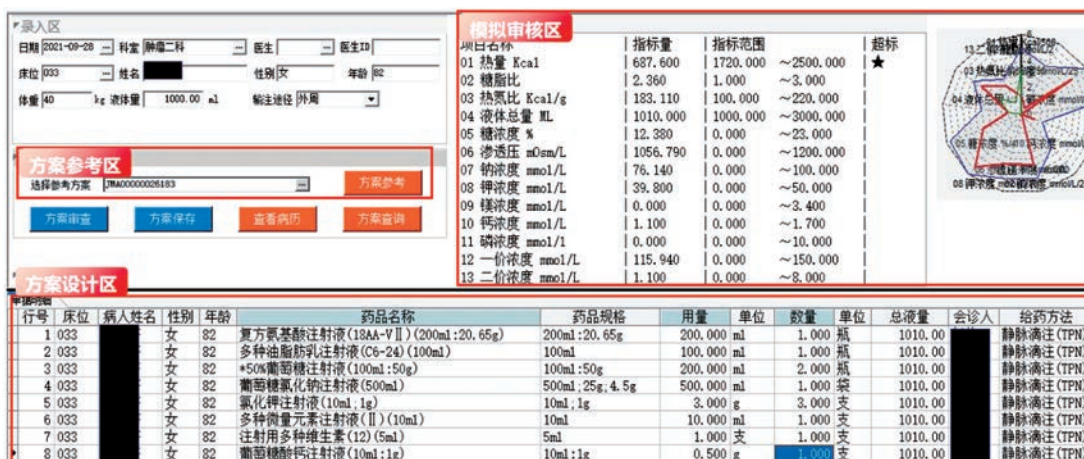 录入区
日期 2021-09-28 科室 肿瘤二科 医生 医生ID
床位 033 姓名 性别 女 年龄 82
体重 40 kg 液体量 1000.00 ml 输注途径 外周
方案参考区
选择参考方案 JMA00000026183 方案参考
方案审查 方案保存 查看病历 方案查询
模拟审核区
项目名称 指标量 指标范围 超标
01 热量 Kcal 687.600 1720.000 ~2500.000 ★
02 糖脂比 2.360 1.000 ~3.000
03 热氮比 Kcal/g 183.110 100.000 ~220.000
04 液体总量 ML 1010.000 1000.000 ~3000.000
05 糖浓度 % 12.380 0.000 ~23.000
06 渗透压 mOsm/L 1056.790 0.000 ~1200.000
07 钠浓度 mmol/L 76.140 0.000 ~100.000
08 钾浓度 mmol/L 39.800 0.000 ~50.000
09 镁浓度 mmol/L 0.000 0.000 ~3.400
10 钙浓度 mmol/L 1.100 0.000 ~1.700
11 磷浓度 mmol/l 0.000 0.000 ~10.000
12 一价浓度 mmol/L 115.940 0.000 ~150.000
13 二价浓度 mmol/L 1.100 0.000 ~8.000
方案设计区
单据明细
行号 床位 病人姓名 性别 年龄 药品名称 药品规格 用量 单位 数量 单位 总液量 会诊人 给药方法
1 033 女 82 复方氨基酸注射液(18AA-VⅡ)(200ml:20.65g) 200ml:20.65g 200.000 ml 1.000 瓶 1010.00 静脉滴注(TPN
2 033 女 82 多种油脂肪乳注射液(C6-24)(100ml) 100ml 100.000 ml 1.000 瓶 1010.00 静脉滴注(TPN
3 033 女 82 *50%葡萄糖注射液(100ml:50g) 100ml:50g 200.000 ml 2.000 瓶 1010.00 静脉滴注(TPN
4 033 女 82 葡萄糖氯化钠注射液(500ml) 500ml;25g;4.5g 500.000 ml 1.000 袋 1010.00 静脉滴注(TPN
5 033 女 82 氯化钾注射液(10ml;1g) 10ml;1g 3.000 g 3.000 支 1010.00 静脉滴注(TPN
6 033 女 82 多种微量元素注射液(Ⅱ)(10ml) 10ml 10.000 ml 1.000 支 1010.00 静脉滴注(TPN
7 033 女 82 注射用多种维生素(12)(5ml) 5ml 1.000 支 1.000 支 1010.00 静脉滴注(TPN
8 033 女 82 葡萄糖酸钙注射液(10ml:1g) 10ml:1g 0.500 g 1.000 支 1010.00 静脉滴注(TPN